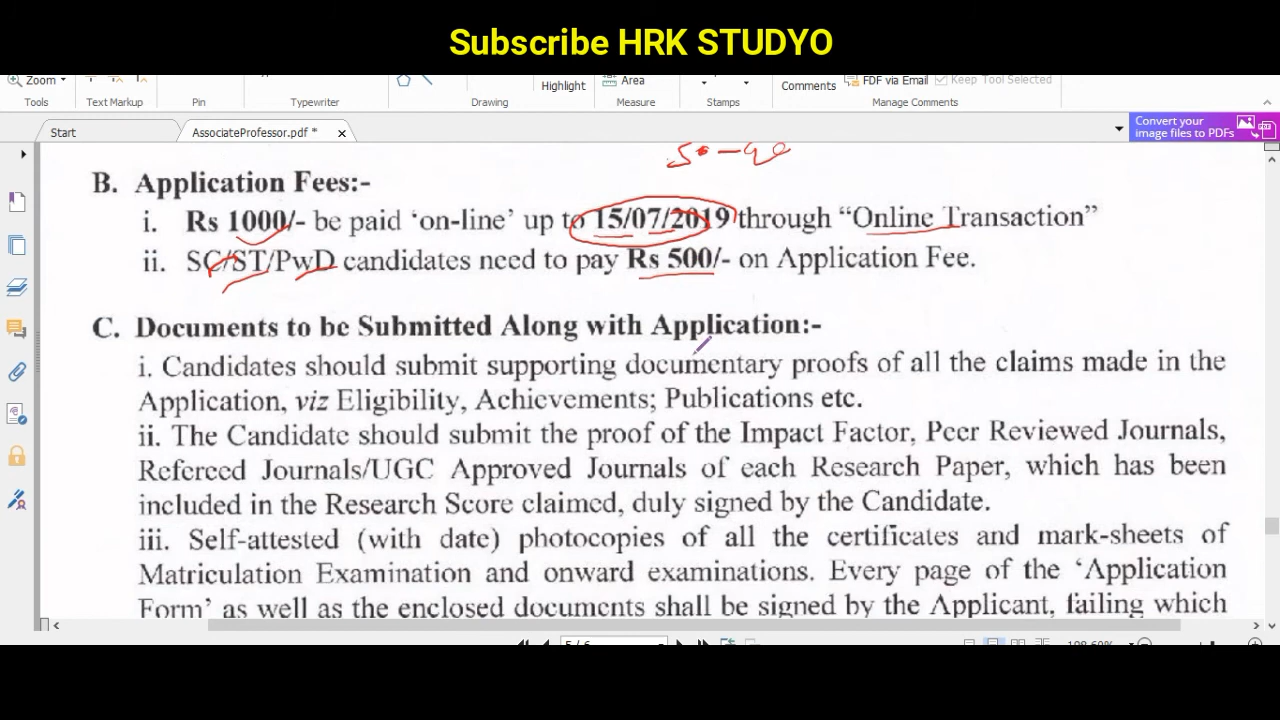 Subscribe HRK STUDYO
Zoom
Highlight
Area
Comments
PDF via Email
Keep Tool Selected
Tools
Text Markup
Pin
Typewriter
Drawing
Measure
Stamps
Manage Comments
Start
AssociateProfessor.pdf *
Convert your
image files to PDFs
B. Application Fees:-
i. Rs 1000/- be paid ‘on-line’ up to 15/07/2019 through “Online Transaction”
ii. SC/ST/PwD candidates need to pay Rs 500/- on Application Fee.
C. Documents to be Submitted Along with Application:-
i. Candidates should submit supporting documentary proofs of all the claims made in the
Application, viz Eligibility, Achievements; Publications etc.
ii. The Candidate should submit the proof of the Impact Factor, Peer Reviewed Journals,
Refereed Journals/UGC Approved Journals of each Research Paper, which has been
included in the Research Score claimed, duly signed by the Candidate.
iii. Self-attested (with date) photocopies of all the certificates and mark-sheets of
Matriculation Examination and onward examinations. Every page of the ‘Application
Form’ as well as the enclosed documents shall be signed by the Applicant, failing which
5 / 6